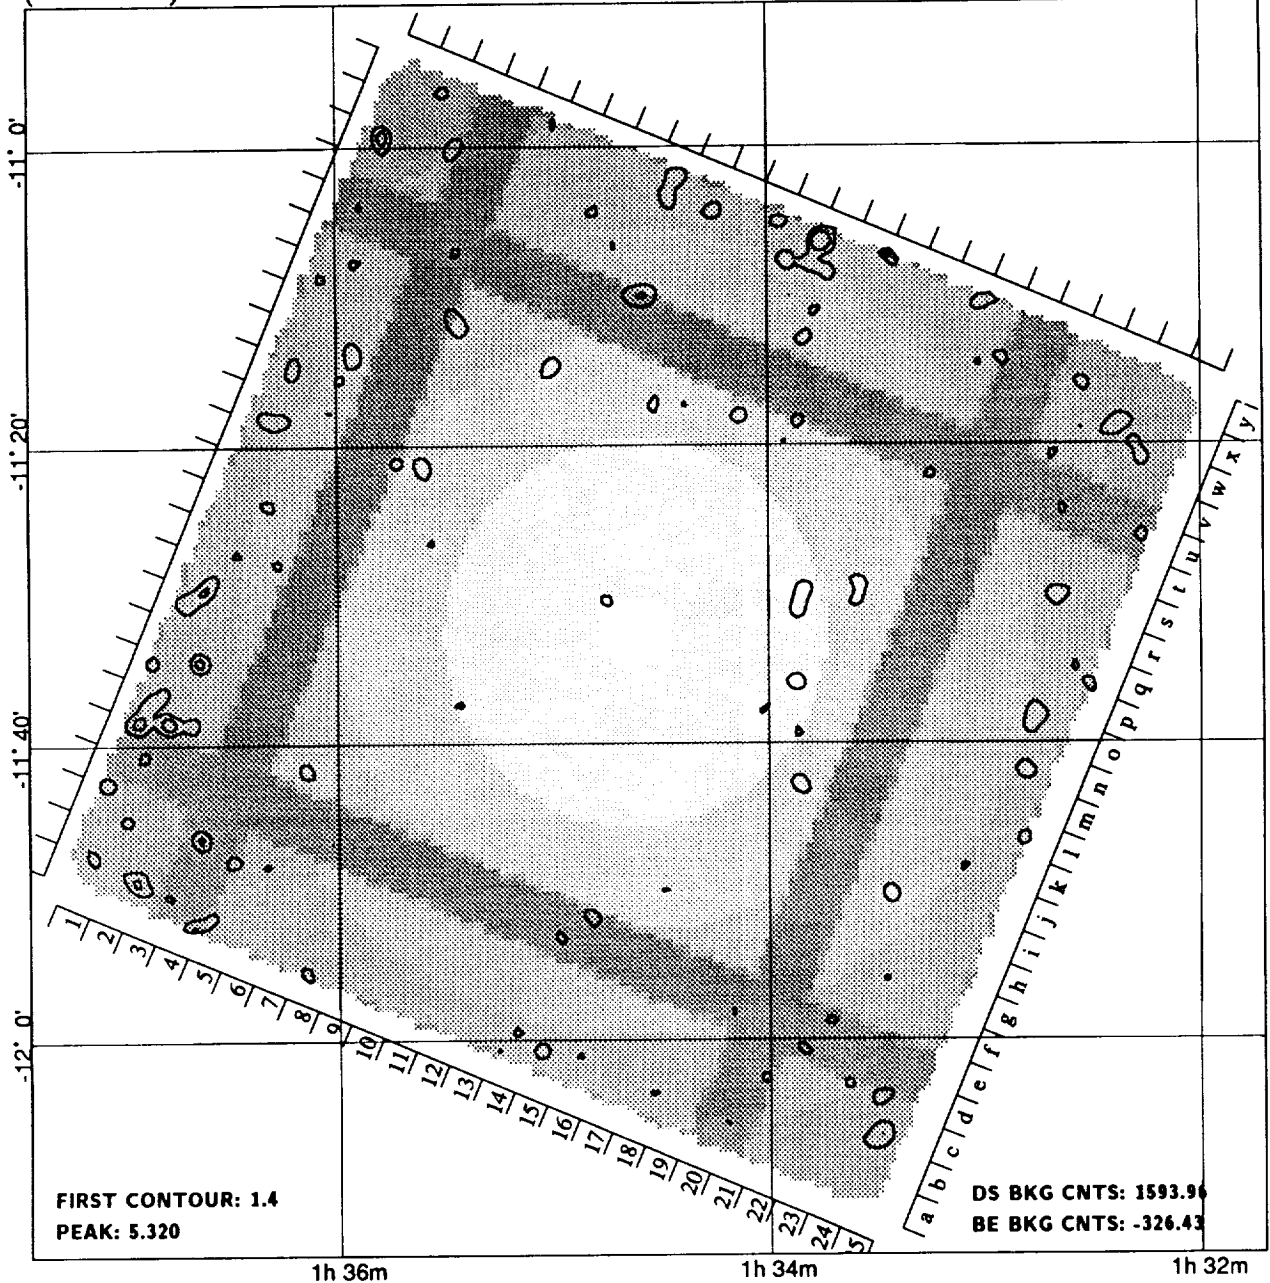 -11° 0'
-11° 20'
-11° 40'
-12° 0'
a b c d e f g h i j k l m n o p q r s t u v w x y
1 2 3 4 5 6 7 8 9 10 11 12 13 14 15 16 17 18 19 20 21 22 23 24
FIRST CONTOUR: 1.4
PEAK: 5.320
DS BKG CNTS: 1593.96
BE BKG CNTS: -326.43
1h 36m
1h 34m
1h 32m